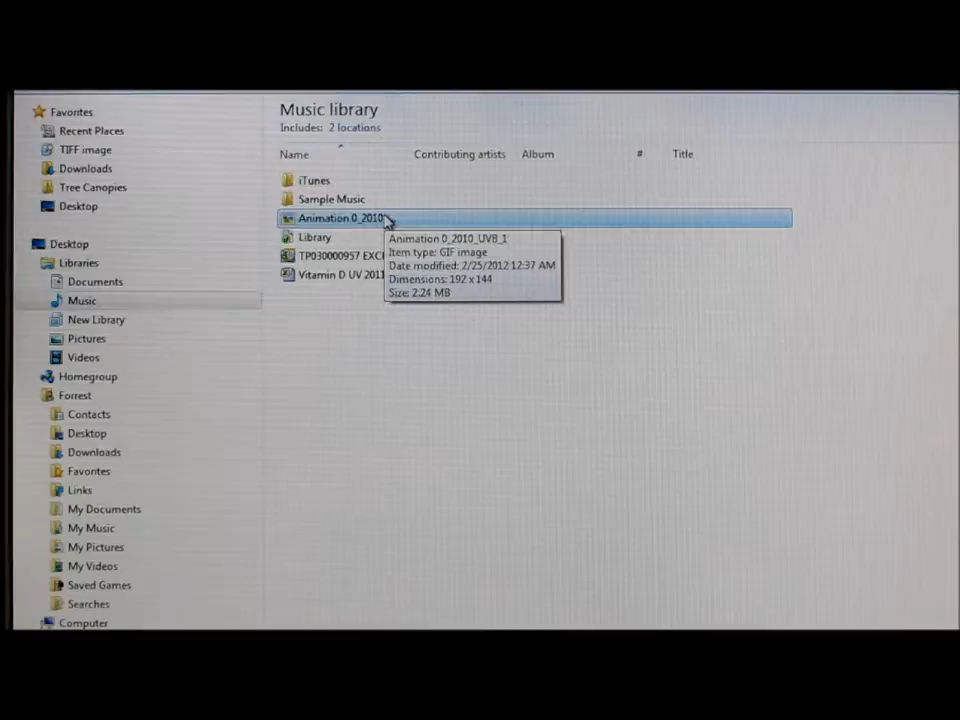 Favorites
Recent Places
TIFF image
Downloads
Tree Canopies
Desktop
Desktop
Libraries
Documents
Music
New Library
Pictures
Videos
Homegroup
Forrest
Contacts
Desktop
Downloads
Favorites
Links
My Documents
My Music
My Pictures
My Videos
Saved Games
Searches
Computer
Music library
Includes: 2 locations
Name Contributing artists Album # Title
iTunes
Sample Music
Animation 0_2010
Library
TP030000957 EXC
Vitamin D UV 2011
Animation 0_2010_UVB_1
Item type: GIF image
Date modified: 2/25/2012 12:37 AM
Dimensions: 192 x 144
Size: 2.24 MB